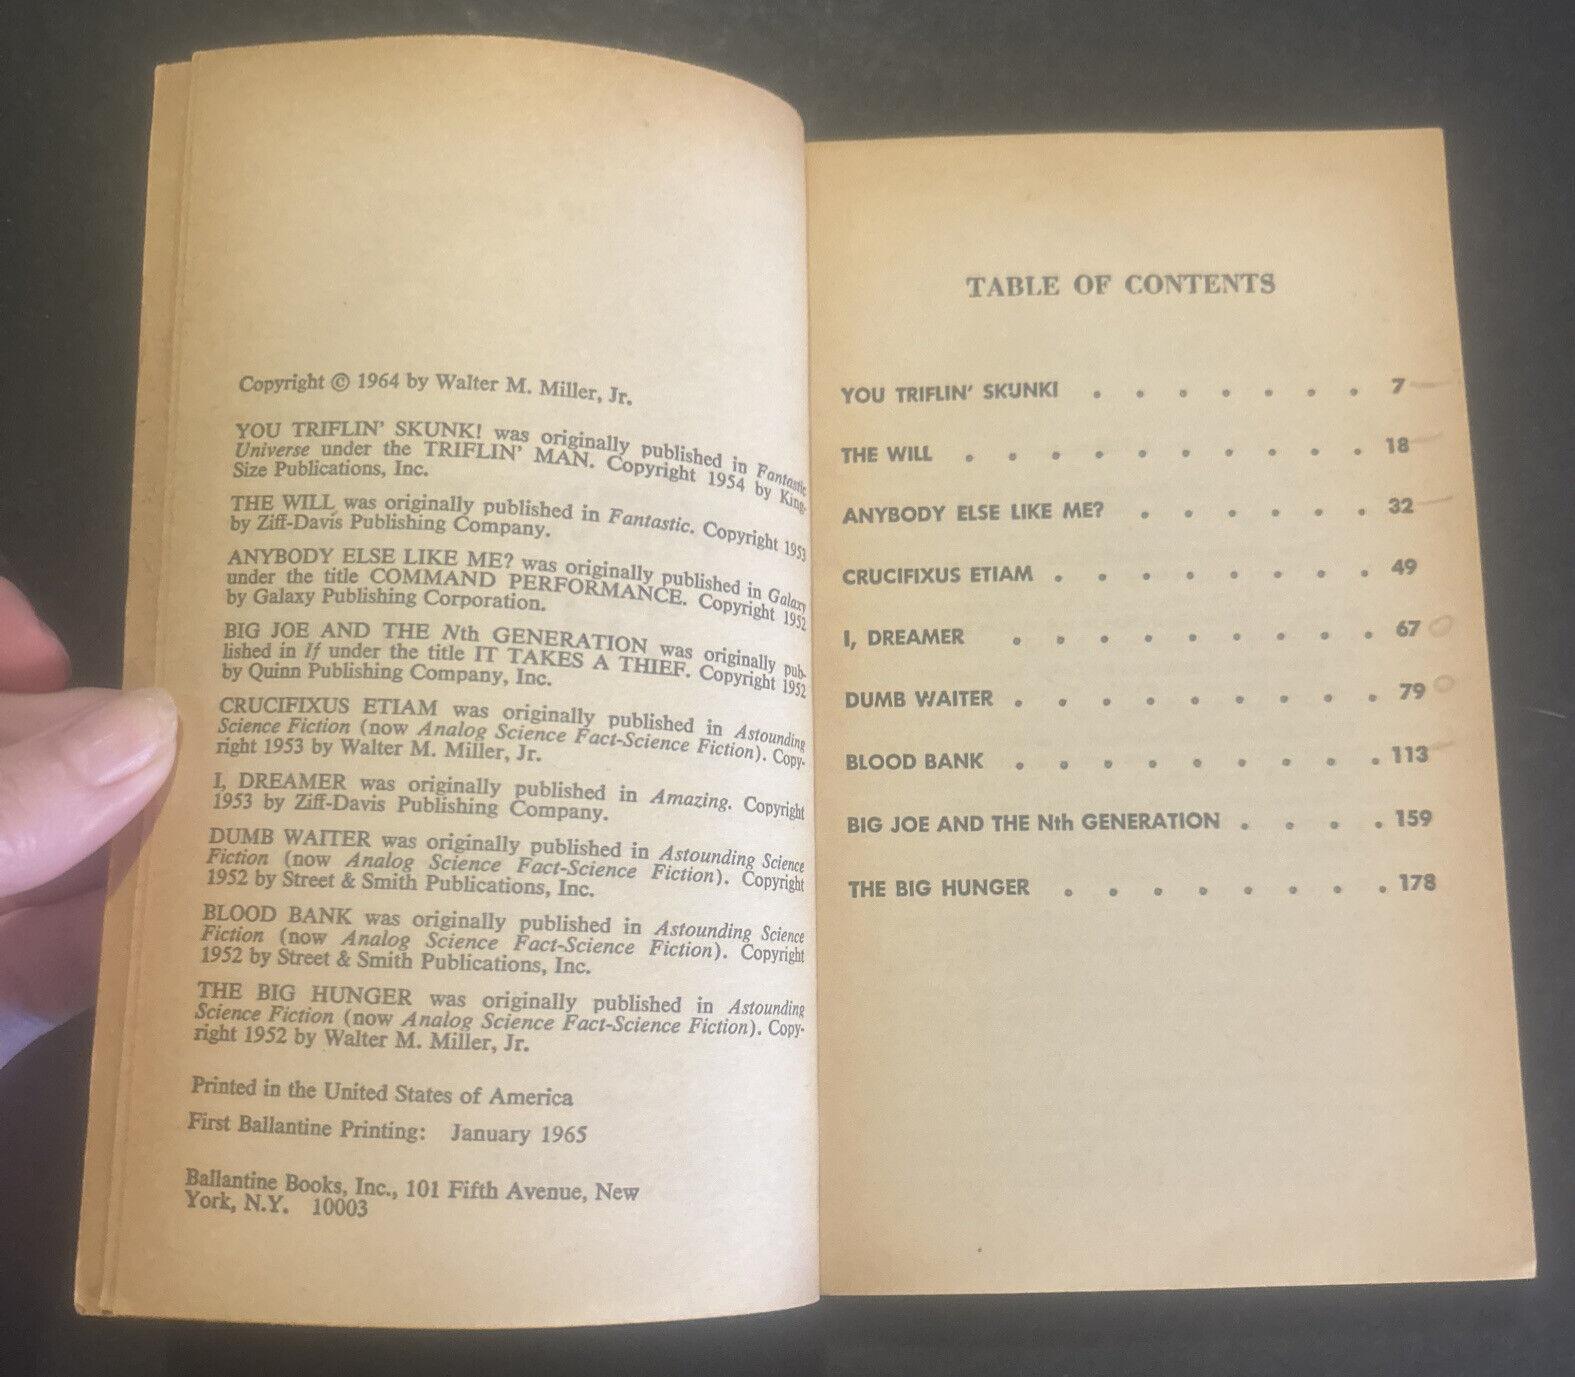 Copyright © 1964 by Walter M. Miller, Jr.
YOU TRIFLIN' SKUNK! was originally published in Fantastic
Universe under the TRIFLIN' MAN. Copyright 1954 by King-
Size Publications, Inc.
THE WILL was originally published in Fantastic. Copyright 1953
by Ziff-Davis Publishing Company.
ANYBODY ELSE LIKE ME? was originally published in Galaxy
under the title COMMAND PERFORMANCE. Copyright 1952
by Galaxy Publishing Corporation.
BIG JOE AND THE Nth GENERATION was originally pub-
lished in If under the title IT TAKES A THIEF. Copyright 1952
by Quinn Publishing Company, Inc.
CRUCIFIXUS ETIAM was originally published in Astounding
Science Fiction (now Analog Science Fact-Science Fiction). Copy-
right 1953 by Walter M. Miller, Jr.
I, DREAMER was originally published in Amazing. Copyright
1953 by Ziff-Davis Publishing Company.
DUMB WAITER was originally published in Astounding Science
Fiction (now Analog Science Fact-Science Fiction). Copyright
1952 by Street & Smith Publications, Inc.
BLOOD BANK was originally published in Astounding Science
Fiction (now Analog Science Fact-Science Fiction). Copyright
1952 by Street & Smith Publications, Inc.
THE BIG HUNGER was originally published in Astounding
Science Fiction (now Analog Science Fact-Science Fiction). Copy-
right 1952 by Walter M. Miller, Jr.
Printed in the United States of America
First Ballantine Printing: January 1965
Ballantine Books, Inc., 101 Fifth Avenue, New
York, N.Y. 10003
TABLE OF CONTENTS
YOU TRIFLIN' SKUNK! . . . . . . . 7
THE WILL . . . . . . . . . . 18
ANYBODY ELSE LIKE ME? . . . . . . 32
CRUCIFIXUS ETIAM . . . . . . . . 49
I, DREAMER . . . . . . . . . 67
DUMB WAITER . . . . . . . . . 79
BLOOD BANK . . . . . . . . . 113
BIG JOE AND THE Nth GENERATION . . . . 159
THE BIG HUNGER . . . . . . . . 178